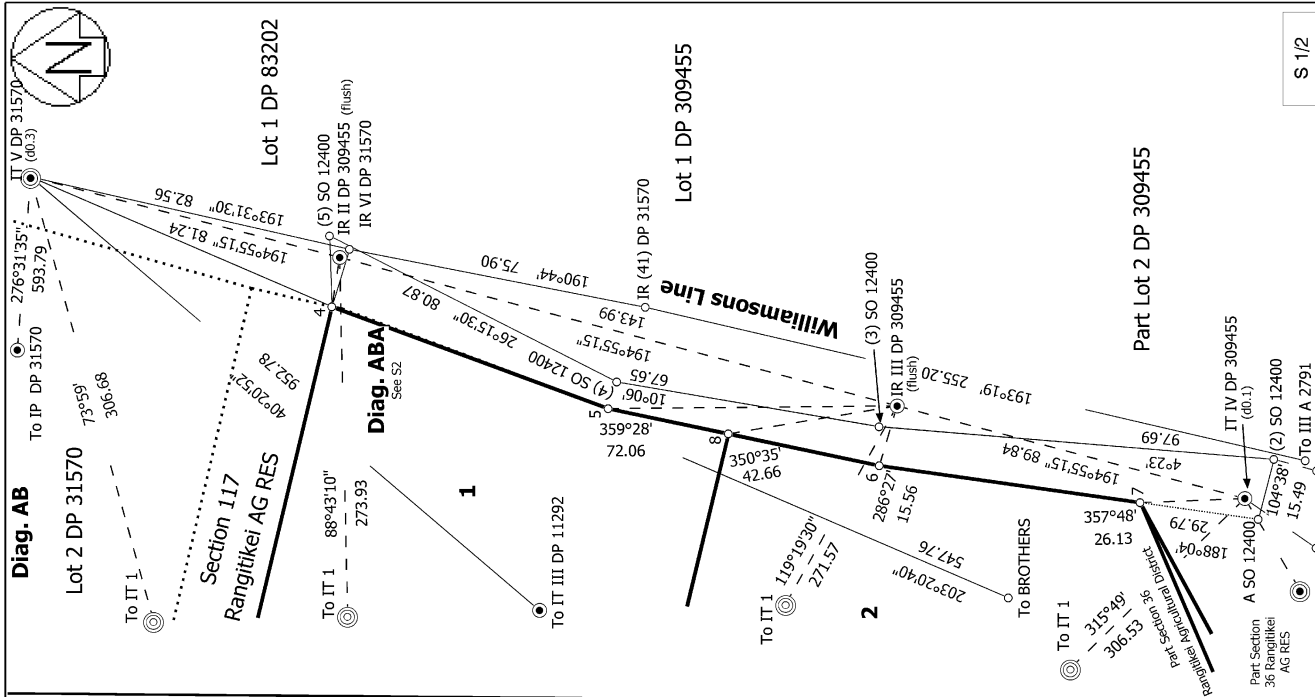 Diag. AB
Lot 2 DP 31570
To IP DP 31570
276°31'35"
593.79
IT V DP 31570
(d0.3)
N
Lot 1 DP 83202
73°59'
306.68
To IT 1
Section 117
Rangitikei AG RES
40°20'52"
952.78
194°55'15" 81.24
193°31'30" 82.56
(5) SO 12400
IR II DP 309455 (flush)
IR VI DP 31570
4
Diag. ABA
See S2
88°43'10"
273.93
To IT 1
1
To IT III DP 11292
26°15'30" 80.87
190°44' 75.90
IR (41) DP 31570
Lot 1 DP 309455
Williamsons Line
194°55'15" 143.99
(4) SO 12400
5
10°06' 67.65
359°28'
72.06
8
350°35'
42.66
(3) SO 12400
IR III DP 309455
(flush)
6
286°27'
15.56
119°19'30"
271.57
To IT 1
2
203°20'40" 547.76
To BROTHERS
193°19' 255.20
4°23' 97.69
194°55'15" 89.84
7
357°48'
26.13
Part Lot 2 DP 309455
IT IV DP 309455
(d0.1)
(2) SO 12400
To III A 2791
104°38'
15.49
188°04' 29.79
A SO 12400
315°49'
306.53
To IT 1
Part Section 36
Rangitikei Agricultural District
Part Section
36 Rangitikei
AG RES
S 1/2